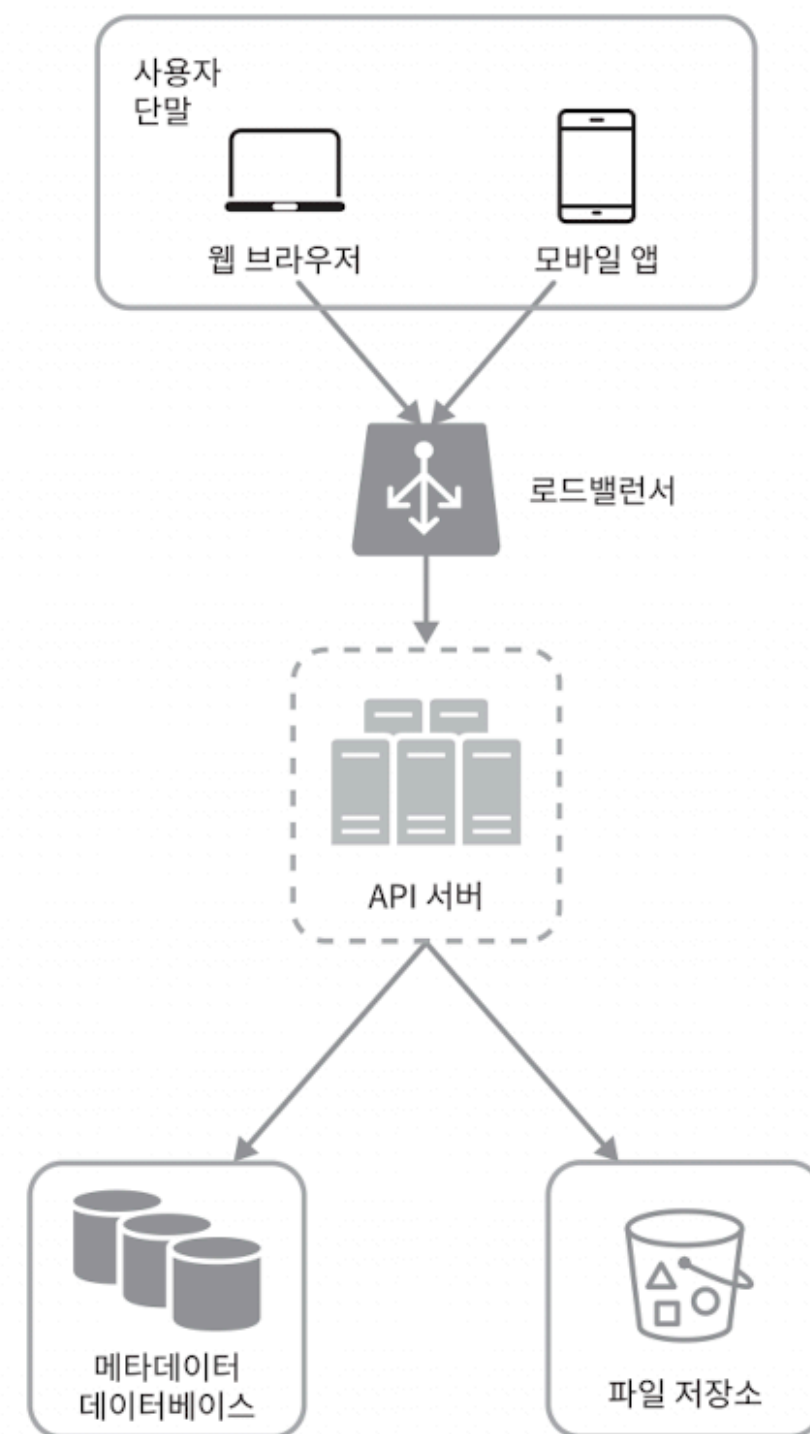 사용자
단말
웹 브라우저
모바일 앱
로드밸런서
API 서버
메타데이터
데이터베이스
파일 저장소